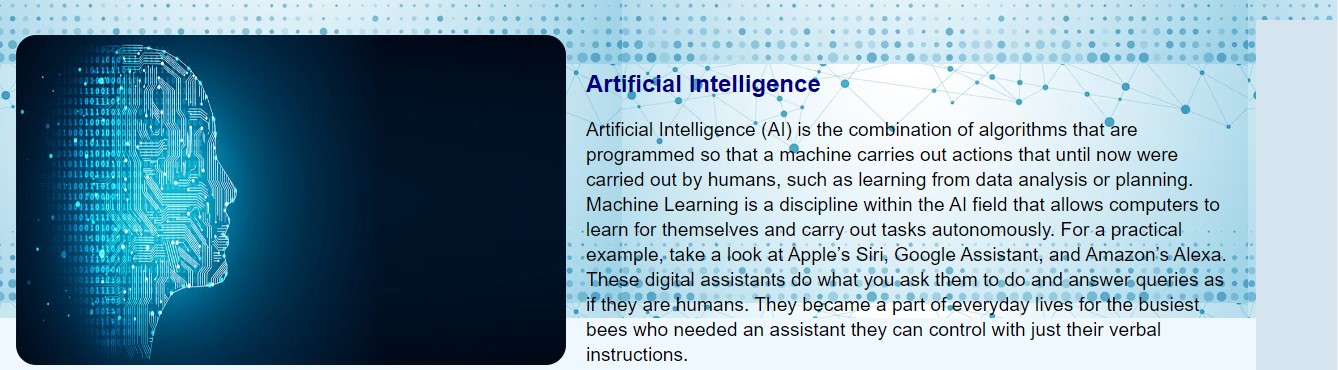 Artificial Intelligence
Artificial Intelligence (AI) is the combination of algorithms that are
programmed so that a machine carries out actions that until now were
carried out by humans, such as learning from data analysis or planning.
Machine Learning is a discipline within the AI field that allows computers to
learn for themselves and carry out tasks autonomously. For a practical
example, take a look at Apple's Siri, Google Assistant, and Amazon's Alexa.
These digital assistants do what you ask them to do and answer queries as
if they are humans. They became a part of everyday lives for the busiest
bees who needed an assistant they can control with just their verbal
instructions.